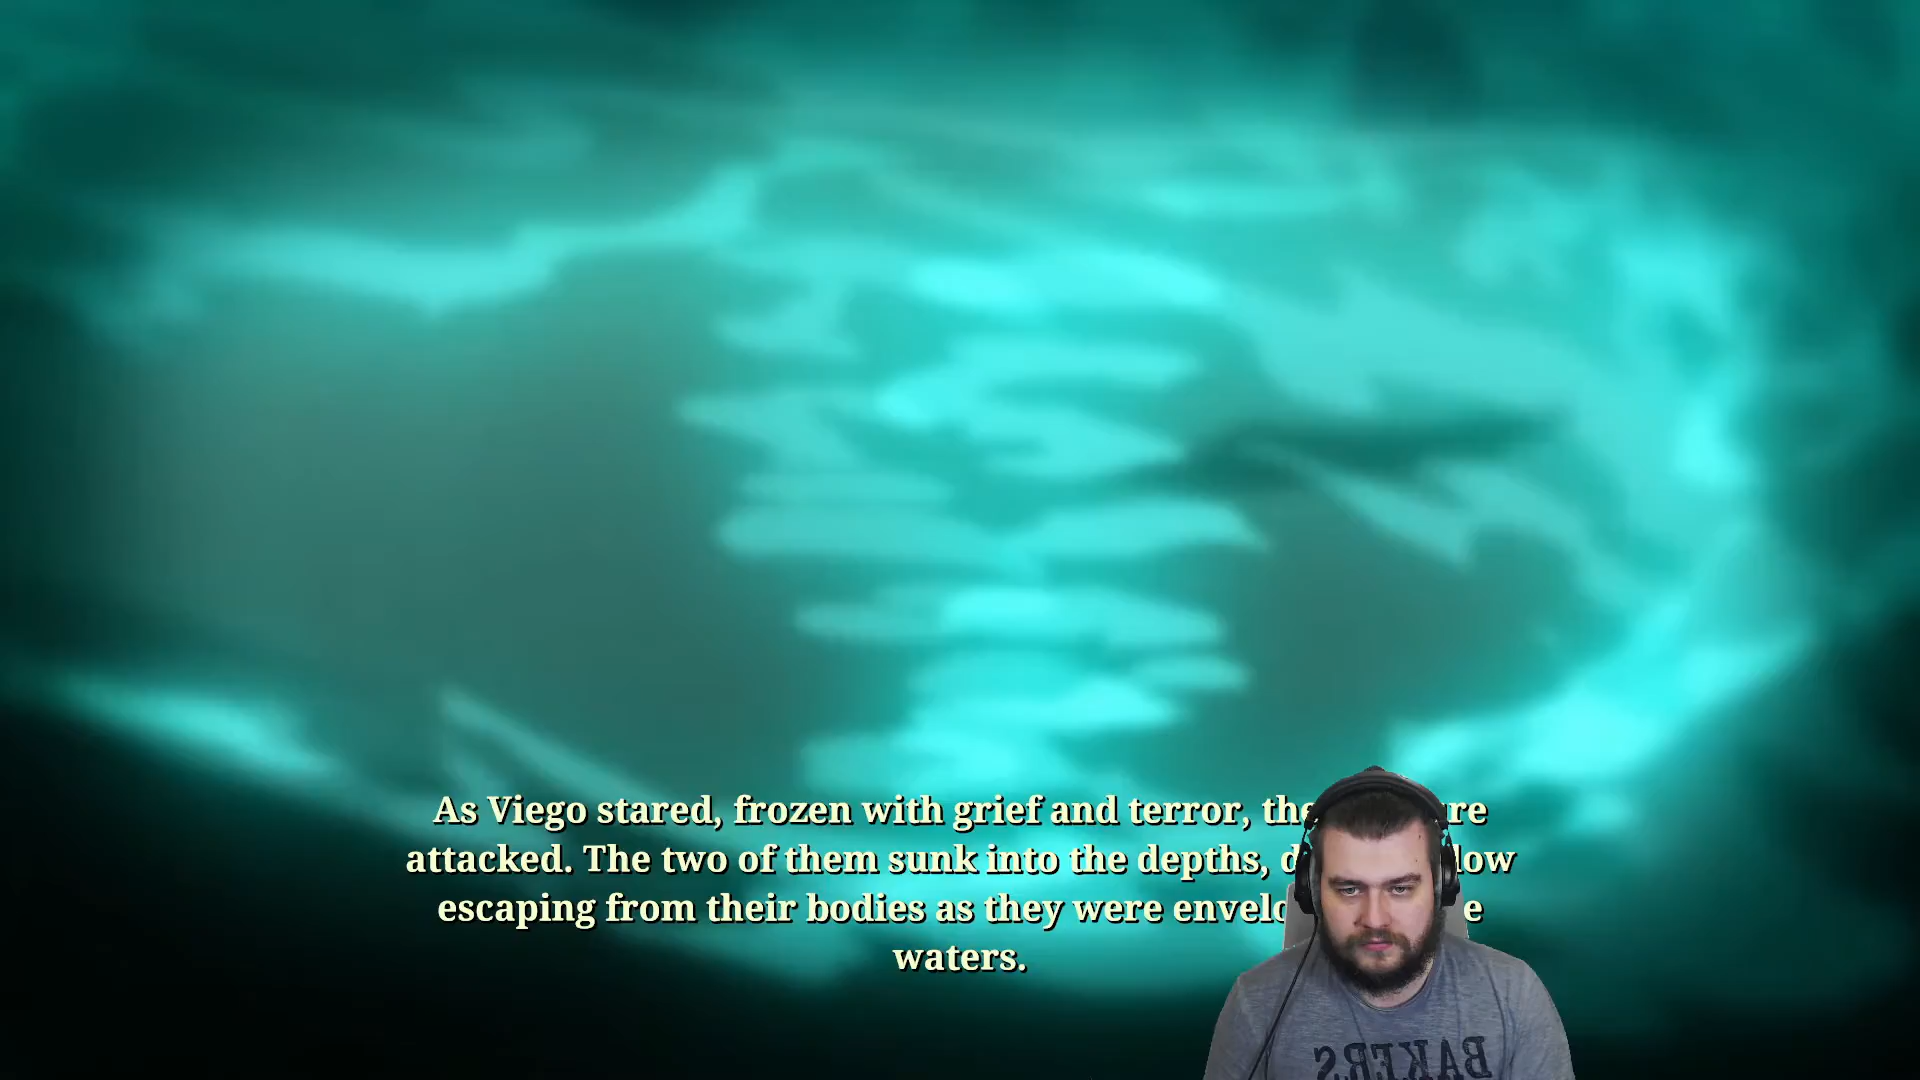 As Viego stared, frozen with grief and terror, the
attacked. The two of them sunk into the depths,
escaping from their bodies as they were
waters.
BAKERS